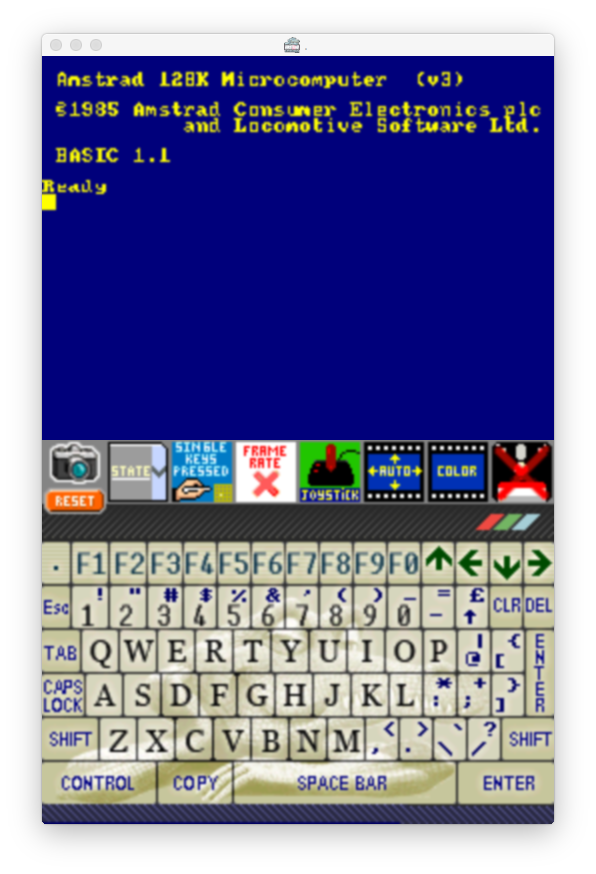 .
Amstrad 128K Microcomputer (v3)
©1985 Amstrad Consumer Electronics plc
and Locomotive Software Ltd.
BASIC 1.1
Ready
RESET
STATE
SINGLE
KEYS
PRESSED
FRAME
RATE
JOYSTICK
AUTO
COLOR
. F1 F2 F3 F4 F5 F6 F7 F8 F9 F0 ↑ ← ↓ →
! " # $ % & ' ( ) _ = £
Esc 1 2 3 4 5 6 7 8 9 0 - ↑ CLR DEL
TAB Q W E R T Y U I O P | @ { [ ENTER
CAPS LOCK A S D F G H J K L * : + ; } ]
SHIFT Z X C V B N M < , > . ` \ ? / SHIFT
CONTROL COPY SPACE BAR ENTER